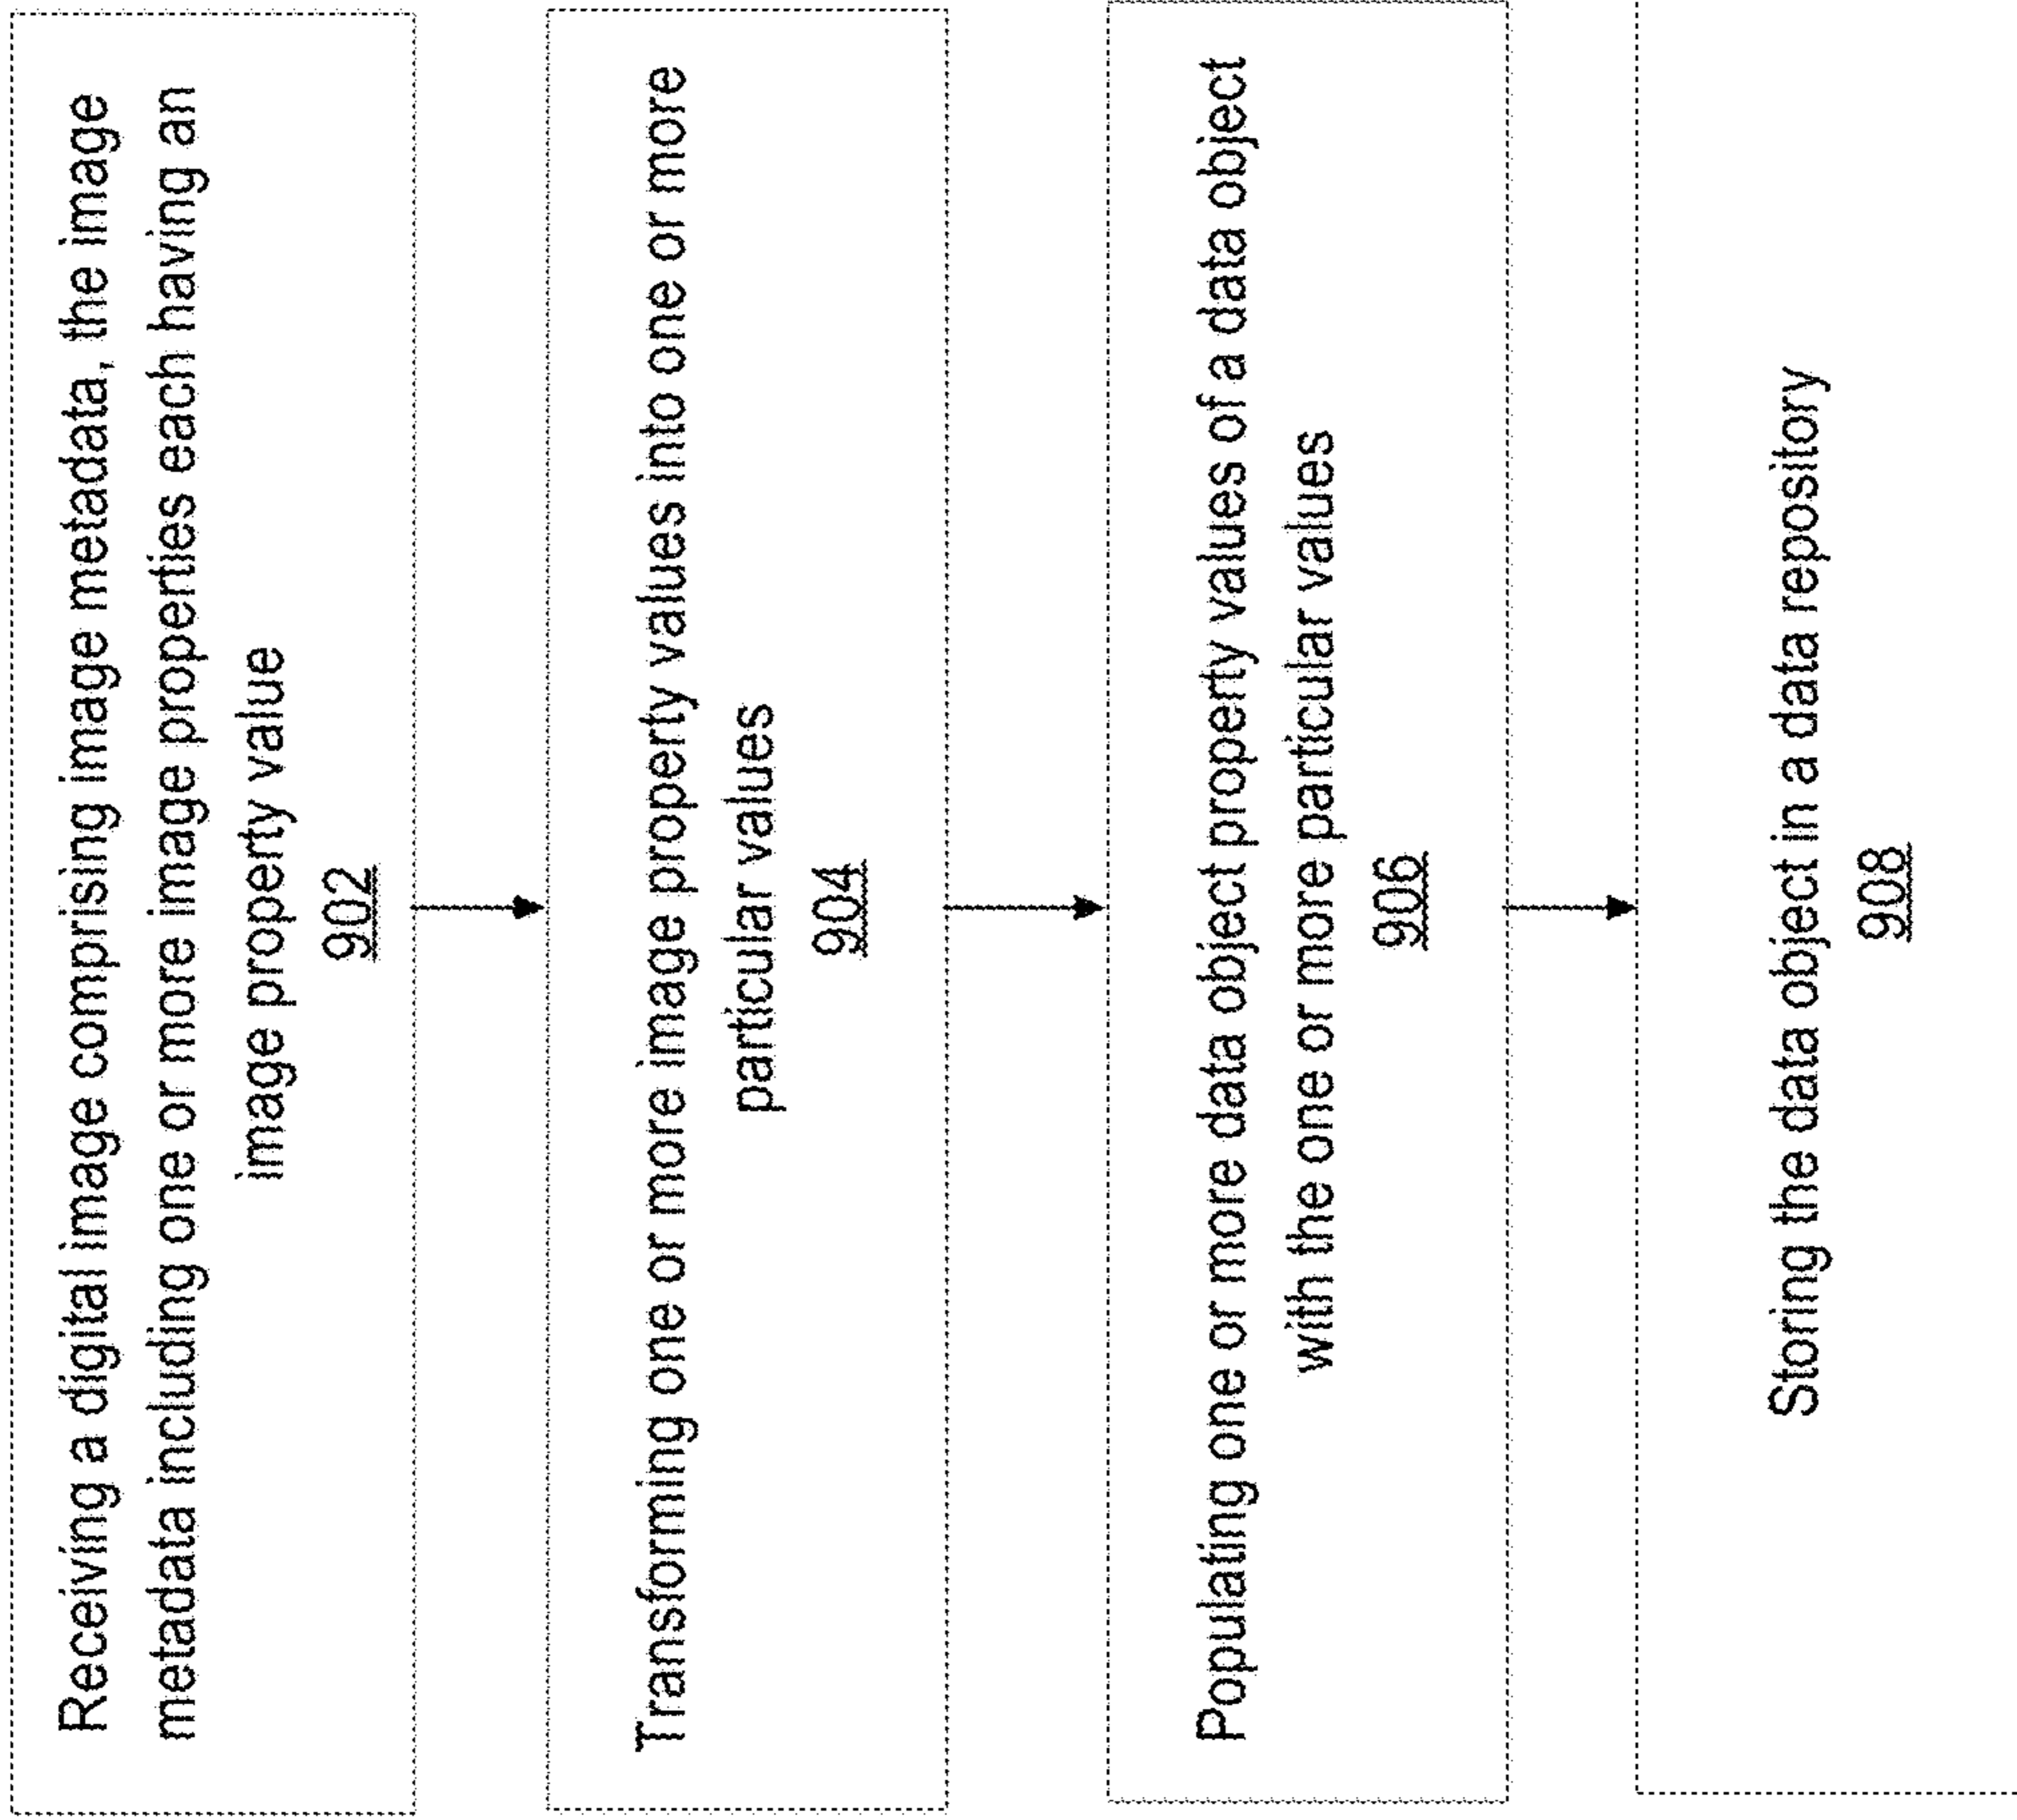 Receiving a digital image comprising image metadata, the image
metadata including one or more image properties each having an
image property value
902
Transforming one or more image property values into one or more
particular values
904
Populating one or more data object property values of a data object
with the one or more particular values
906
Storing the data object in a data repository
908